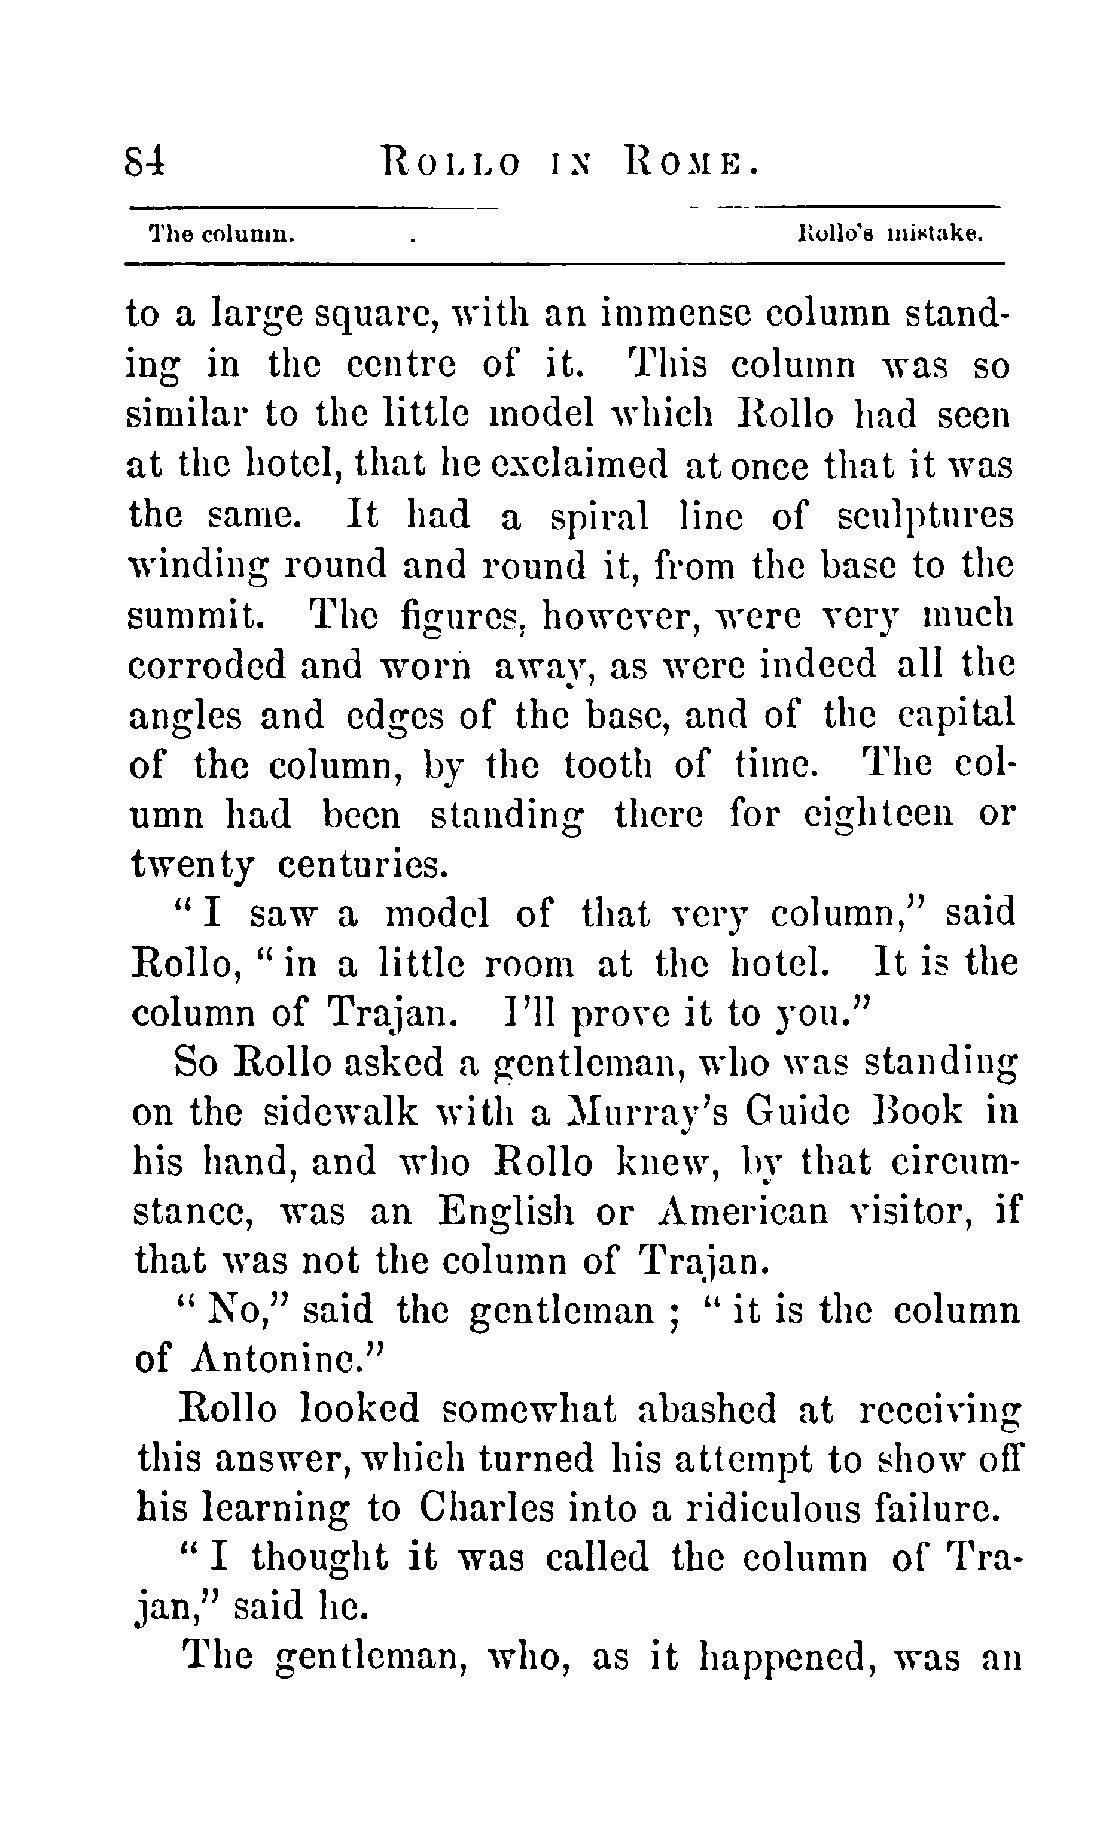 84 ROLLO IN ROME.
The column. Rollo's mistake.
to a large square, with an immense column stand-
ing in the centre of it. This column was so
similar to the little model which Rollo had seen
at the hotel, that he exclaimed at once that it was
the same. It had a spiral line of sculptures
winding round and round it, from the base to the
summit. The figures, however, were very much
corroded and worn away, as were indeed all the
angles and edges of the base, and of the capital
of the column, by the tooth of time. The col-
umn had been standing there for eighteen or
twenty centuries.
" I saw a model of that very column," said
Rollo, " in a little room at the hotel. It is the
column of Trajan. I'll prove it to you."
So Rollo asked a gentleman, who was standing
on the sidewalk with a Murray's Guide Book in
his hand, and who Rollo knew, by that circum-
stance, was an English or American visitor, if
that was not the column of Trajan.
" No," said the gentleman ; " it is the column
of Antonine."
Rollo looked somewhat abashed at receiving
this answer, which turned his attempt to show off
his learning to Charles into a ridiculous failure.
" I thought it was called the column of Tra-
jan," said he.
The gentleman, who, as it happened, was an